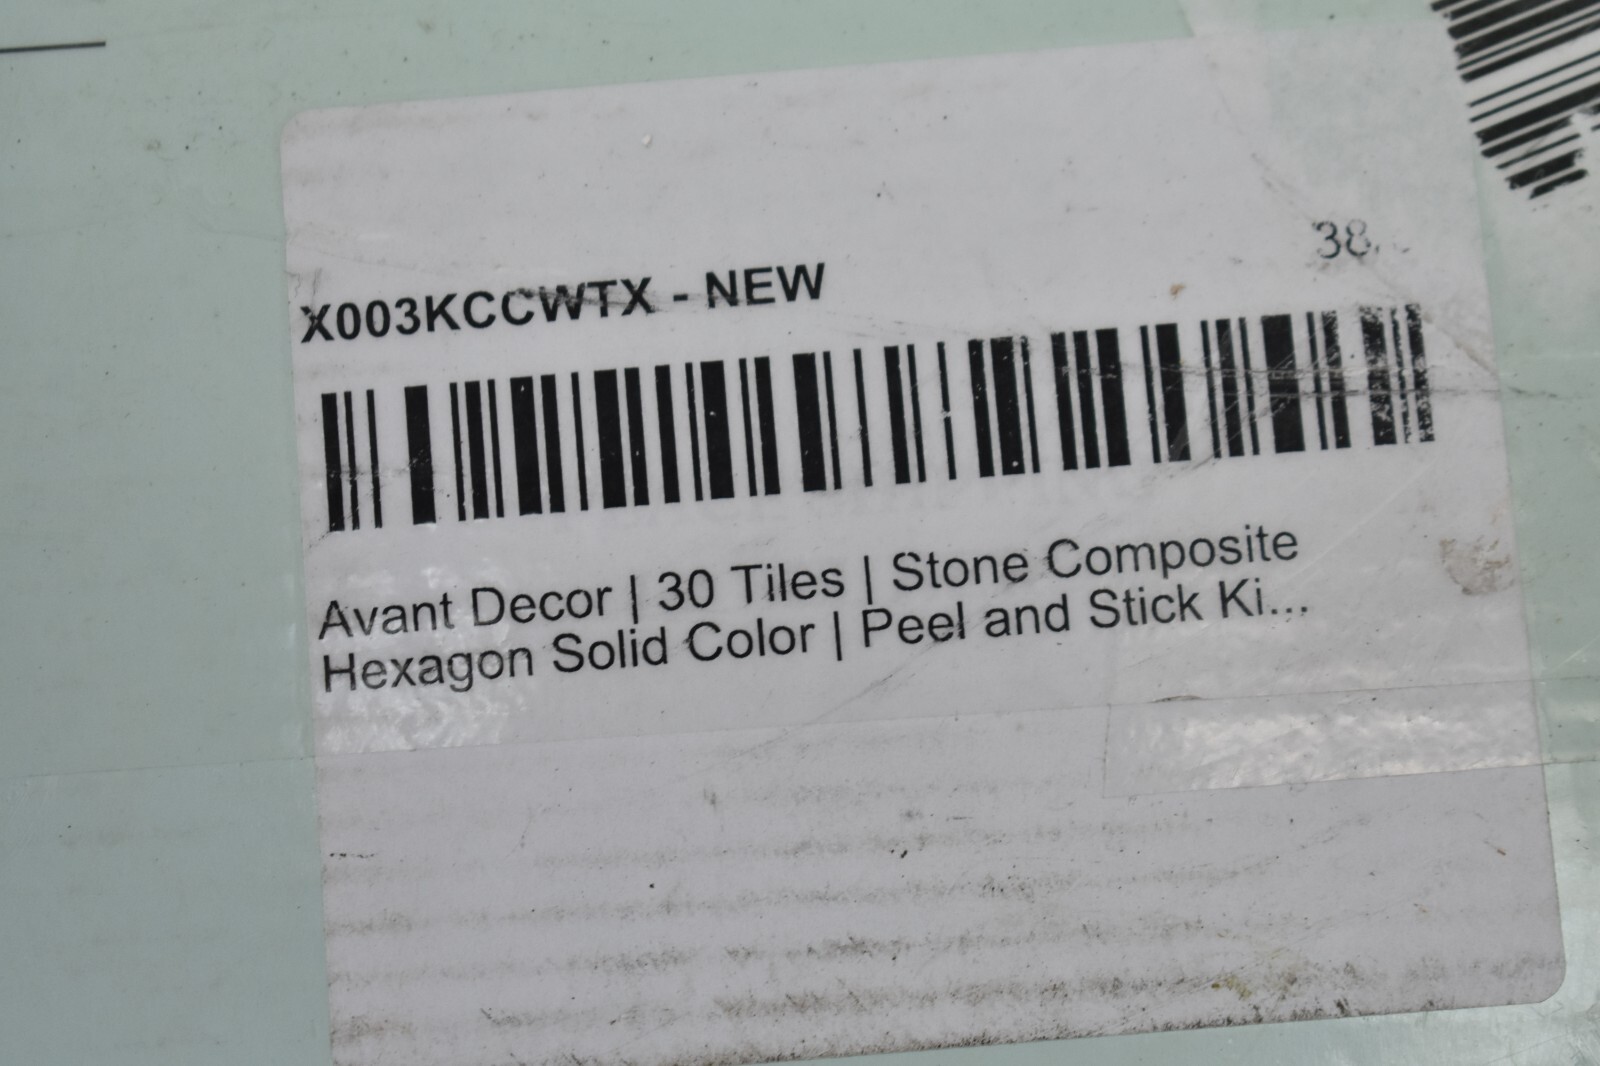 38
X003KCCWTX - NEW
Avant Decor | 30 Tiles | Stone Composite
Hexagon Solid Color | Peel and Stick Ki...